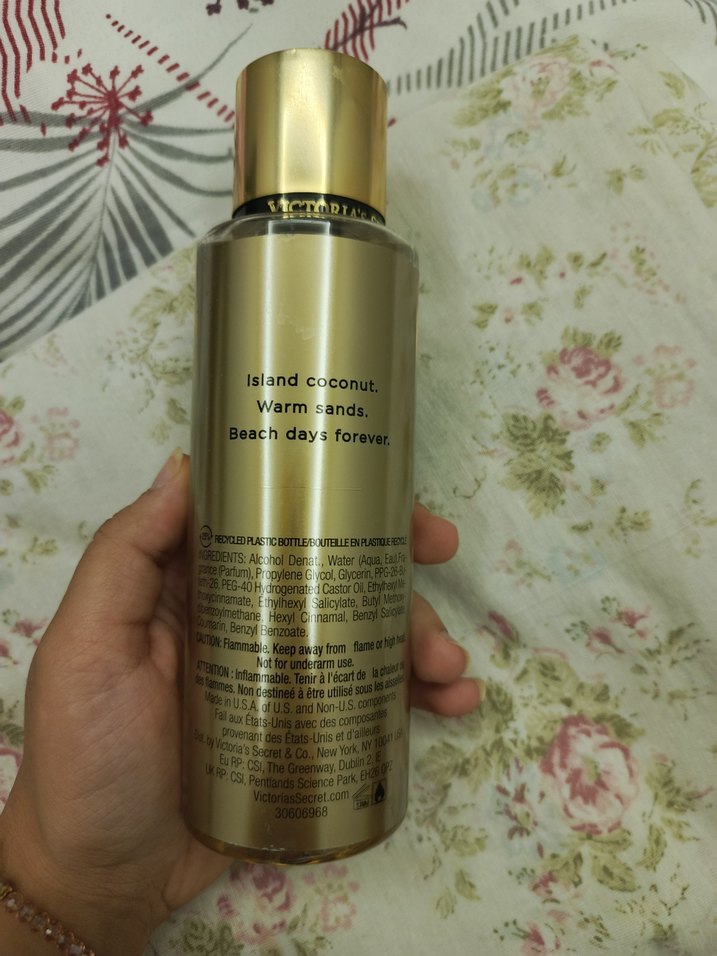 VICTORIA'S S
Island coconut.
Warm sands.
Beach days forever.
RECYCLED PLASTIC BOTTLE/BOUTEILLE EN PLASTIQUE RECYCLÉ
INGREDIENTS: Alcohol Denat., Water (Aqua, Eau), Fra-
grance (Parfum), Propylene Glycol, Glycerin, PPG-26-Bu-
teth-26, PEG-40 Hydrogenated Castor Oil, Ethylhexyl Me-
thoxycinnamate, Ethylhexyl Salicylate, Butyl Methoxy-
dibenzoylmethane, Hexyl Cinnamal, Benzyl Salicylate,
Coumarin, Benzyl Benzoate.
CAUTION: Flammable. Keep away from flame or high heat.
Not for underarm use.
ATTENTION : Inflammable. Tenir à l'écart de la chaleur ou
des flammes. Non destineé à être utilisé sous les aisselles.
Made in U.S.A. of U.S. and Non-U.S. components
Fait aux États-Unis avec des composantes
provenant des États-Unis et d'ailleurs
Dist. by Victoria's Secret & Co., New York, NY 10041 USA
Eu RP: CSI, The Greenway, Dublin 2, IE
UK RP: CSI, Pentlands Science Park, EH26 0PZ
VictoriasSecret.com
30606968